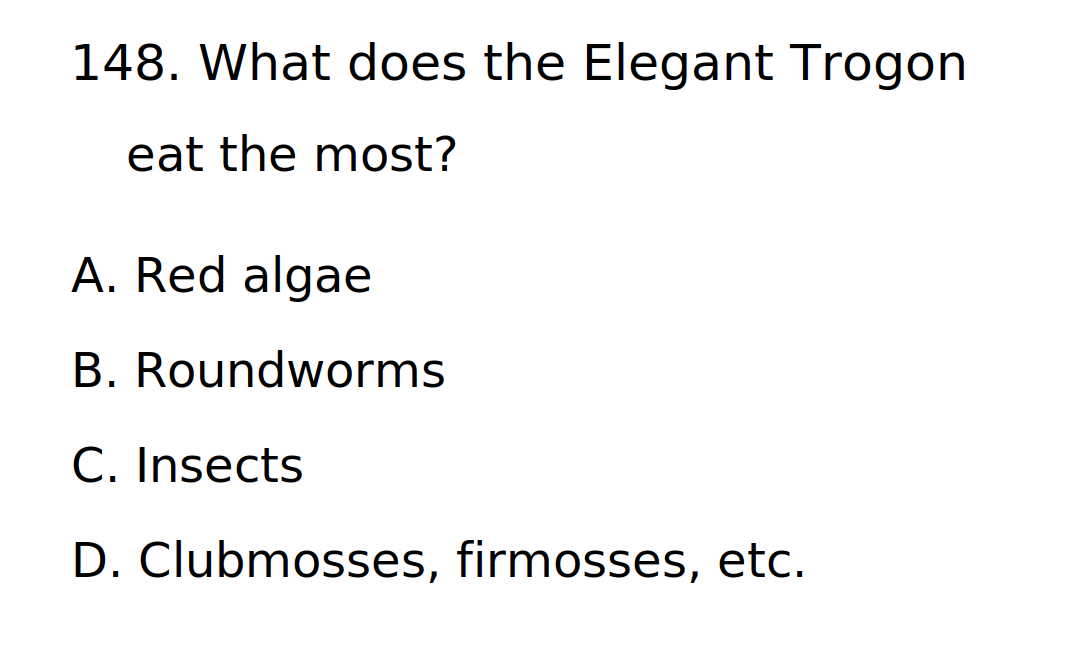 148. What does the Elegant Trogon
eat the most?
A. Red algae
B. Roundworms
C. Insects
D. Clubmosses, firmosses, etc.